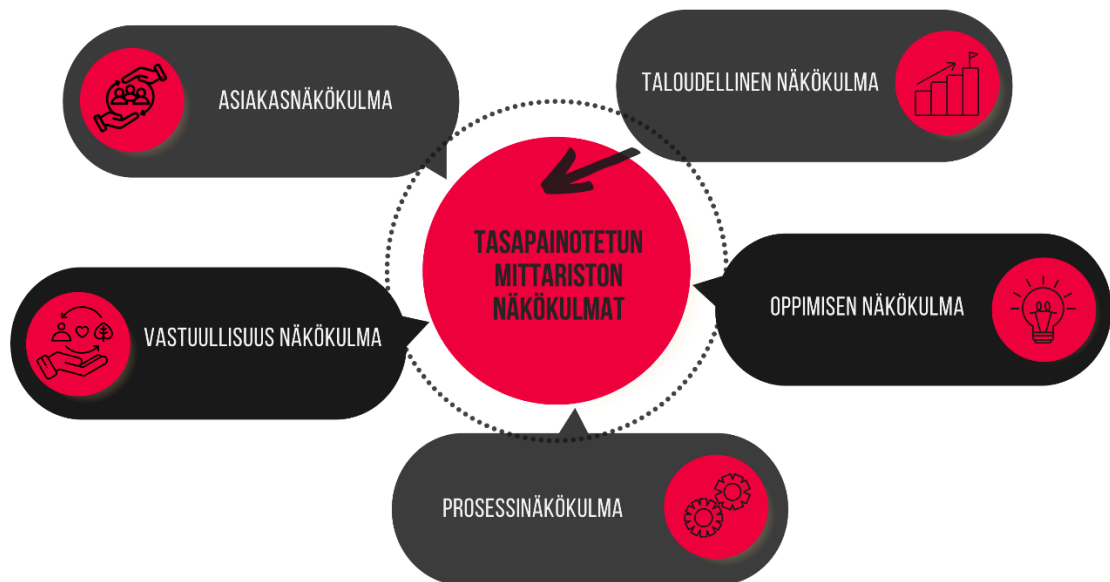 ASIAKASNÄKÖKULMA
TALOUDELLINEN NÄKÖKULMA
TASAPAINOTETUN
MITTARISTON
NÄKÖKULMAT
VASTUULLISUUS NÄKÖKULMA
OPPIMISEN NÄKÖKULMA
PROSESSINÄKÖKULMA